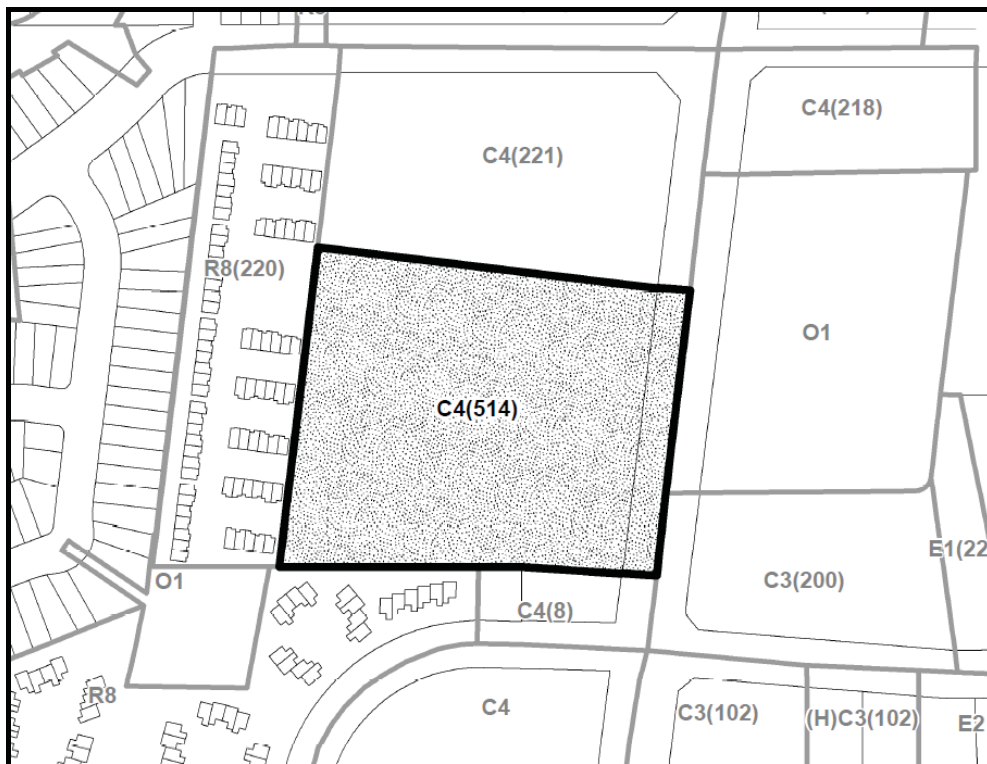 C4(218)
C4(221)
R8(220)
O1
C4(514)
E1(22
O1
C3(200)
C4(8)
R8
C4
C3(102)
(H)C3(102)
E2